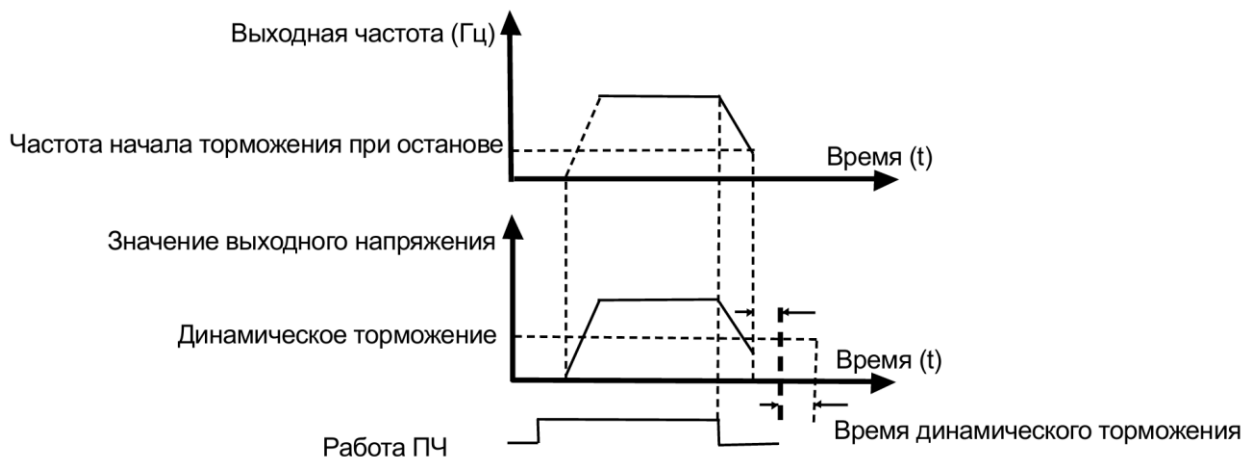 Выходная частота (Гц)
Частота начала торможения при останове
Время (t)
Значение выходного напряжения
Динамическое торможение
Время (t)
Время динамического торможения
Работа ПЧ